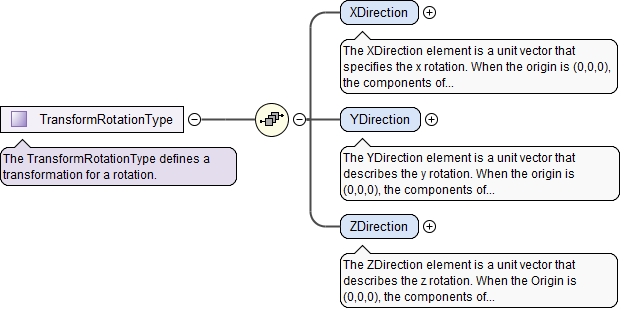 XDirection
The XDirection element is a unit vector that
specifies the x rotation. When the origin is (0,0,0),
the components of...
TransformRotationType
The TransformRotationType defines a
transformation for a rotation.
YDirection
The YDirection element is a unit vector that
describes the y rotation. When the origin is
(0,0,0), the components of...
ZDirection
The ZDirection element is a unit vector that
describes the z rotation. When the Origin is
(0,0,0), the components of...